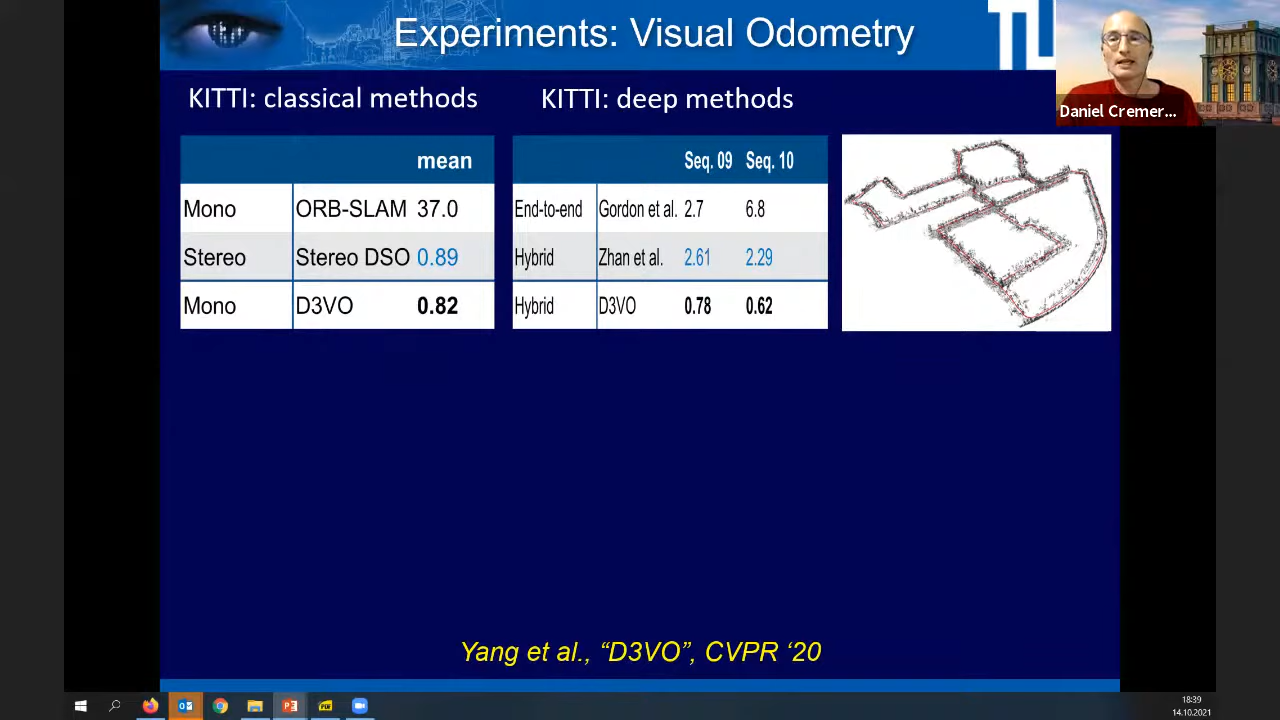 Experiments: Visual Odometry
TU
Daniel Cremer...
KITTI: classical methods
KITTI: deep methods
mean
Mono ORB-SLAM 37.0
Stereo Stereo DSO 0.89
Mono D3VO 0.82
Seq. 09 Seq. 10
End-to-end Gordon et al. 2.7 6.8
Hybrid Zhan et al. 2.61 2.29
Hybrid D3VO 0.78 0.62
Yang et al., “D3VO”, CVPR ‘20
18:39
14.10.2021